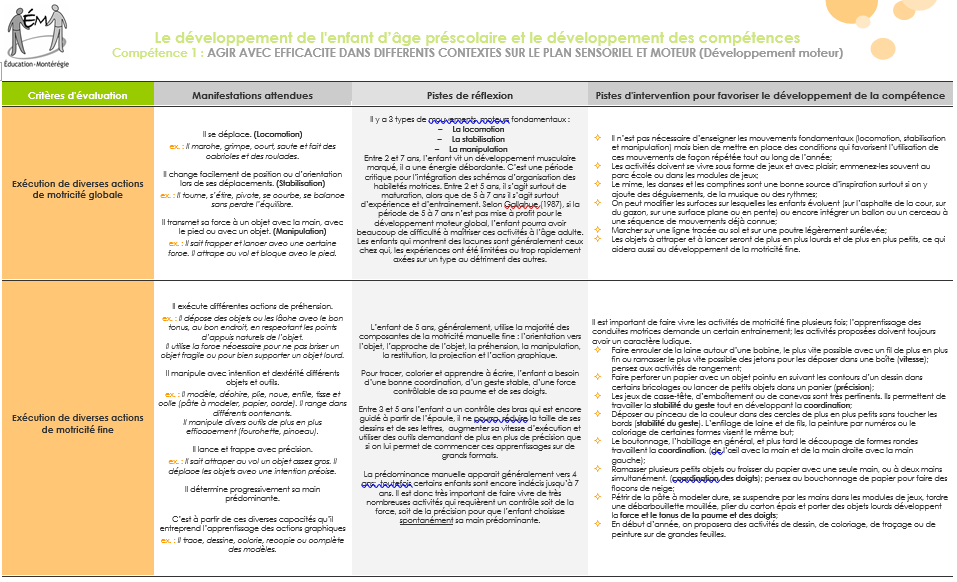 ÉM
Éducation-Montérégie
Le développement de l'enfant d'âge préscolaire et le développement des compétences
Compétence 1 : AGIR AVEC EFFICACITE DANS DIFFERENTS CONTEXTES SUR LE PLAN SENSORIEL ET MOTEUR (Développement moteur)
Critères d'évaluation
Manifestations attendues
Pistes de réflexion
Pistes d'intervention pour favoriser le développement de la compétence
Exécution de diverses actions
de motricité globale
Il se déplace. (Locomotion)
ex. : Il marche, grimpe, court, saute et fait des
cabrioles et des roulades.
Il change facilement de position ou d'orientation
lors de ses déplacements. (Stabilisation)
ex. : Il tourne, s'étire, pivote, se courbe, se balance
sans perdre l'équilibre.
Il transmet sa force à un objet avec la main, avec
le pied ou avec un objet. (Manipulation)
ex. : Il sait frapper et lancer avec une certaine
force. Il attrape au vol et bloque avec le pied.
Il y a 3 types de mouvements moteurs fondamentaux :
– La locomotion
– La stabilisation
– La manipulation
Entre 2 et 7 ans, l'enfant vit un développement musculaire
marqué, il a une énergie débordante. C'est une période
critique pour l'intégration des schémas d'organisation des
habiletés motrices. Entre 2 et 5 ans, il s'agit surtout de
maturation, alors que de 5 à 7 ans il s'agit surtout
d'expérience et d'entrainement. Selon Gallahue (1987), si la
période de 5 à 7 ans n'est pas mise à profit pour le
développement moteur global, l'enfant pourra avoir
beaucoup de difficulté à maîtriser ces activités à l'âge adulte.
Les enfants qui montrent des lacunes sont généralement ceux
chez qui, les expériences ont été limitées ou trop rapidement
axées sur un type au détriment des autres.
✧ Il n'est pas nécessaire d'enseigner les mouvements fondamentaux (locomotion, stabilisation
et manipulation) mais bien de mettre en place des conditions qui favorisent l'utilisation de
ces mouvements de façon répétée tout au long de l'année;
✧ Les activités doivent se vivre sous forme de jeux et avec plaisir; emmenez-les souvent au
parc école ou dans les modules de jeux;
✧ Le mime, les danses et les comptines sont une bonne source d'inspiration surtout si on y
ajoute des déguisements, de la musique ou des rythmes;
✧ On peut modifier les surfaces sur lesquelles les enfants évoluent (sur l'asphalte de la cour, sur
du gazon, sur une surface plane ou en pente) ou encore intégrer un ballon ou un cerceau à
une séquence de mouvements déjà connue;
✧ Marcher sur une ligne tracée au sol et sur une poutre légèrement surélevée;
✧ Les objets à attraper et à lancer seront de plus en plus lourds et de plus en plus petits, ce qui
aidera aussi au développement de la motricité fine.
Exécution de diverses actions
de motricité fine
Il exécute différentes actions de préhension.
ex. : Il dépose des objets ou les lâche avec le bon
tonus, au bon endroit, en respectant les points
d'appuis naturels de l'objet.
Il utilise la force nécessaire pour ne pas briser un
objet fragile ou pour bien supporter un objet lourd.
Il manipule avec intention et dextérité différents
objets et outils.
ex. : Il modèle, déchire, plie, noue, enfile, tisse et
colle (pâte à modeler, papier, corde). Il range dans
différents contenants.
Il manipule divers outils de plus en plus
efficacement (fourchette, pinceau).
Il lance et frappe avec précision.
ex. : Il sait attraper au vol un objet assez gros. Il
déplace les objets avec une intention précise.
Il détermine progressivement sa main
prédominante.
C'est à partir de ces diverses capacités qu'il
entreprend l'apprentissage des actions graphiques
ex. : Il trace, dessine, colorie, recopie ou complète
des modèles.
L'enfant de 5 ans, généralement, utilise la majorité des
composantes de la motricité manuelle fine : l'orientation vers
l'objet, l'approche de l'objet, la préhension, la manipulation,
la restitution, la projection et l'action graphique.
Pour tracer, colorier et apprendre à écrire, l'enfant a besoin
d'une bonne coordination, d'un geste stable, d'une force
contrôlable de sa paume et de ses doigts.
Entre 3 et 5 ans l'enfant a un contrôle des bras qui est encore
guidé à partir de l'épaule, il ne pourra réduire la taille de ses
dessins et de ses lettres, augmenter sa vitesse d'exécution et
utiliser des outils demandant de plus en plus de précision que
si on lui permet de commencer ces apprentissages sur de
grands formats.
La prédominance manuelle apparait généralement vers 4
ans, toutefois certains enfants sont encore indécis jusqu'à 7
ans. Il est donc très important de faire vivre de très
nombreuses activités qui requièrent un contrôle soit de la
force, soit de la précision pour que l'enfant choisisse
spontanément sa main prédominante.
Il est important de faire vivre les activités de motricité fine plusieurs fois; l'apprentissage des
conduites motrices demande un certain entrainement; les activités proposées doivent toujours
avoir un caractère ludique.
✧ Faire enrouler de la laine autour d'une bobine, le plus vite possible avec un fil de plus en plus
fin ou ramasser le plus vite possible des jetons pour les déposer dans une boîte (vitesse);
pensez aux activités de rangement;
✧ Faire perforer un papier avec un objet pointu en suivant les contours d'un dessin dans
certains bricolages ou lancer de petits objets dans un panier (précision);
✧ Les jeux de casse-tête, d'emboîtement ou de canevas sont très pertinents. Ils permettent de
travailler la stabilité du geste tout en développant la coordination;
✧ Déposer au pinceau de la couleur dans des cercles de plus en plus petits sans toucher les
bords (stabilité du geste). L'enfilage de laine et de fils, la peinture par numéros ou le
coloriage de certaines formes visent le même but;
✧ Le boutonnage, l'habillage en général, et plus tard le découpage de formes rondes
travaillent la coordination. (de l'œil avec la main et de la main droite avec la main
gauche);
✧ Ramasser plusieurs petits objets ou froisser du papier avec une seule main, ou à deux mains
simultanément. (coordination des doigts); pensez au bouchonnage de papier pour faire des
flocons de neige;
✧ Pétrir de la pâte à modeler dure, se suspendre par les mains dans les modules de jeux, tordre
une débarbouillette mouillée, plier du carton épais et porter des objets lourds développent
la force et le tonus de la paume et des doigts;
✧ En début d'année, on proposera des activités de dessin, de coloriage, de traçage ou de
peinture sur de grandes feuilles.